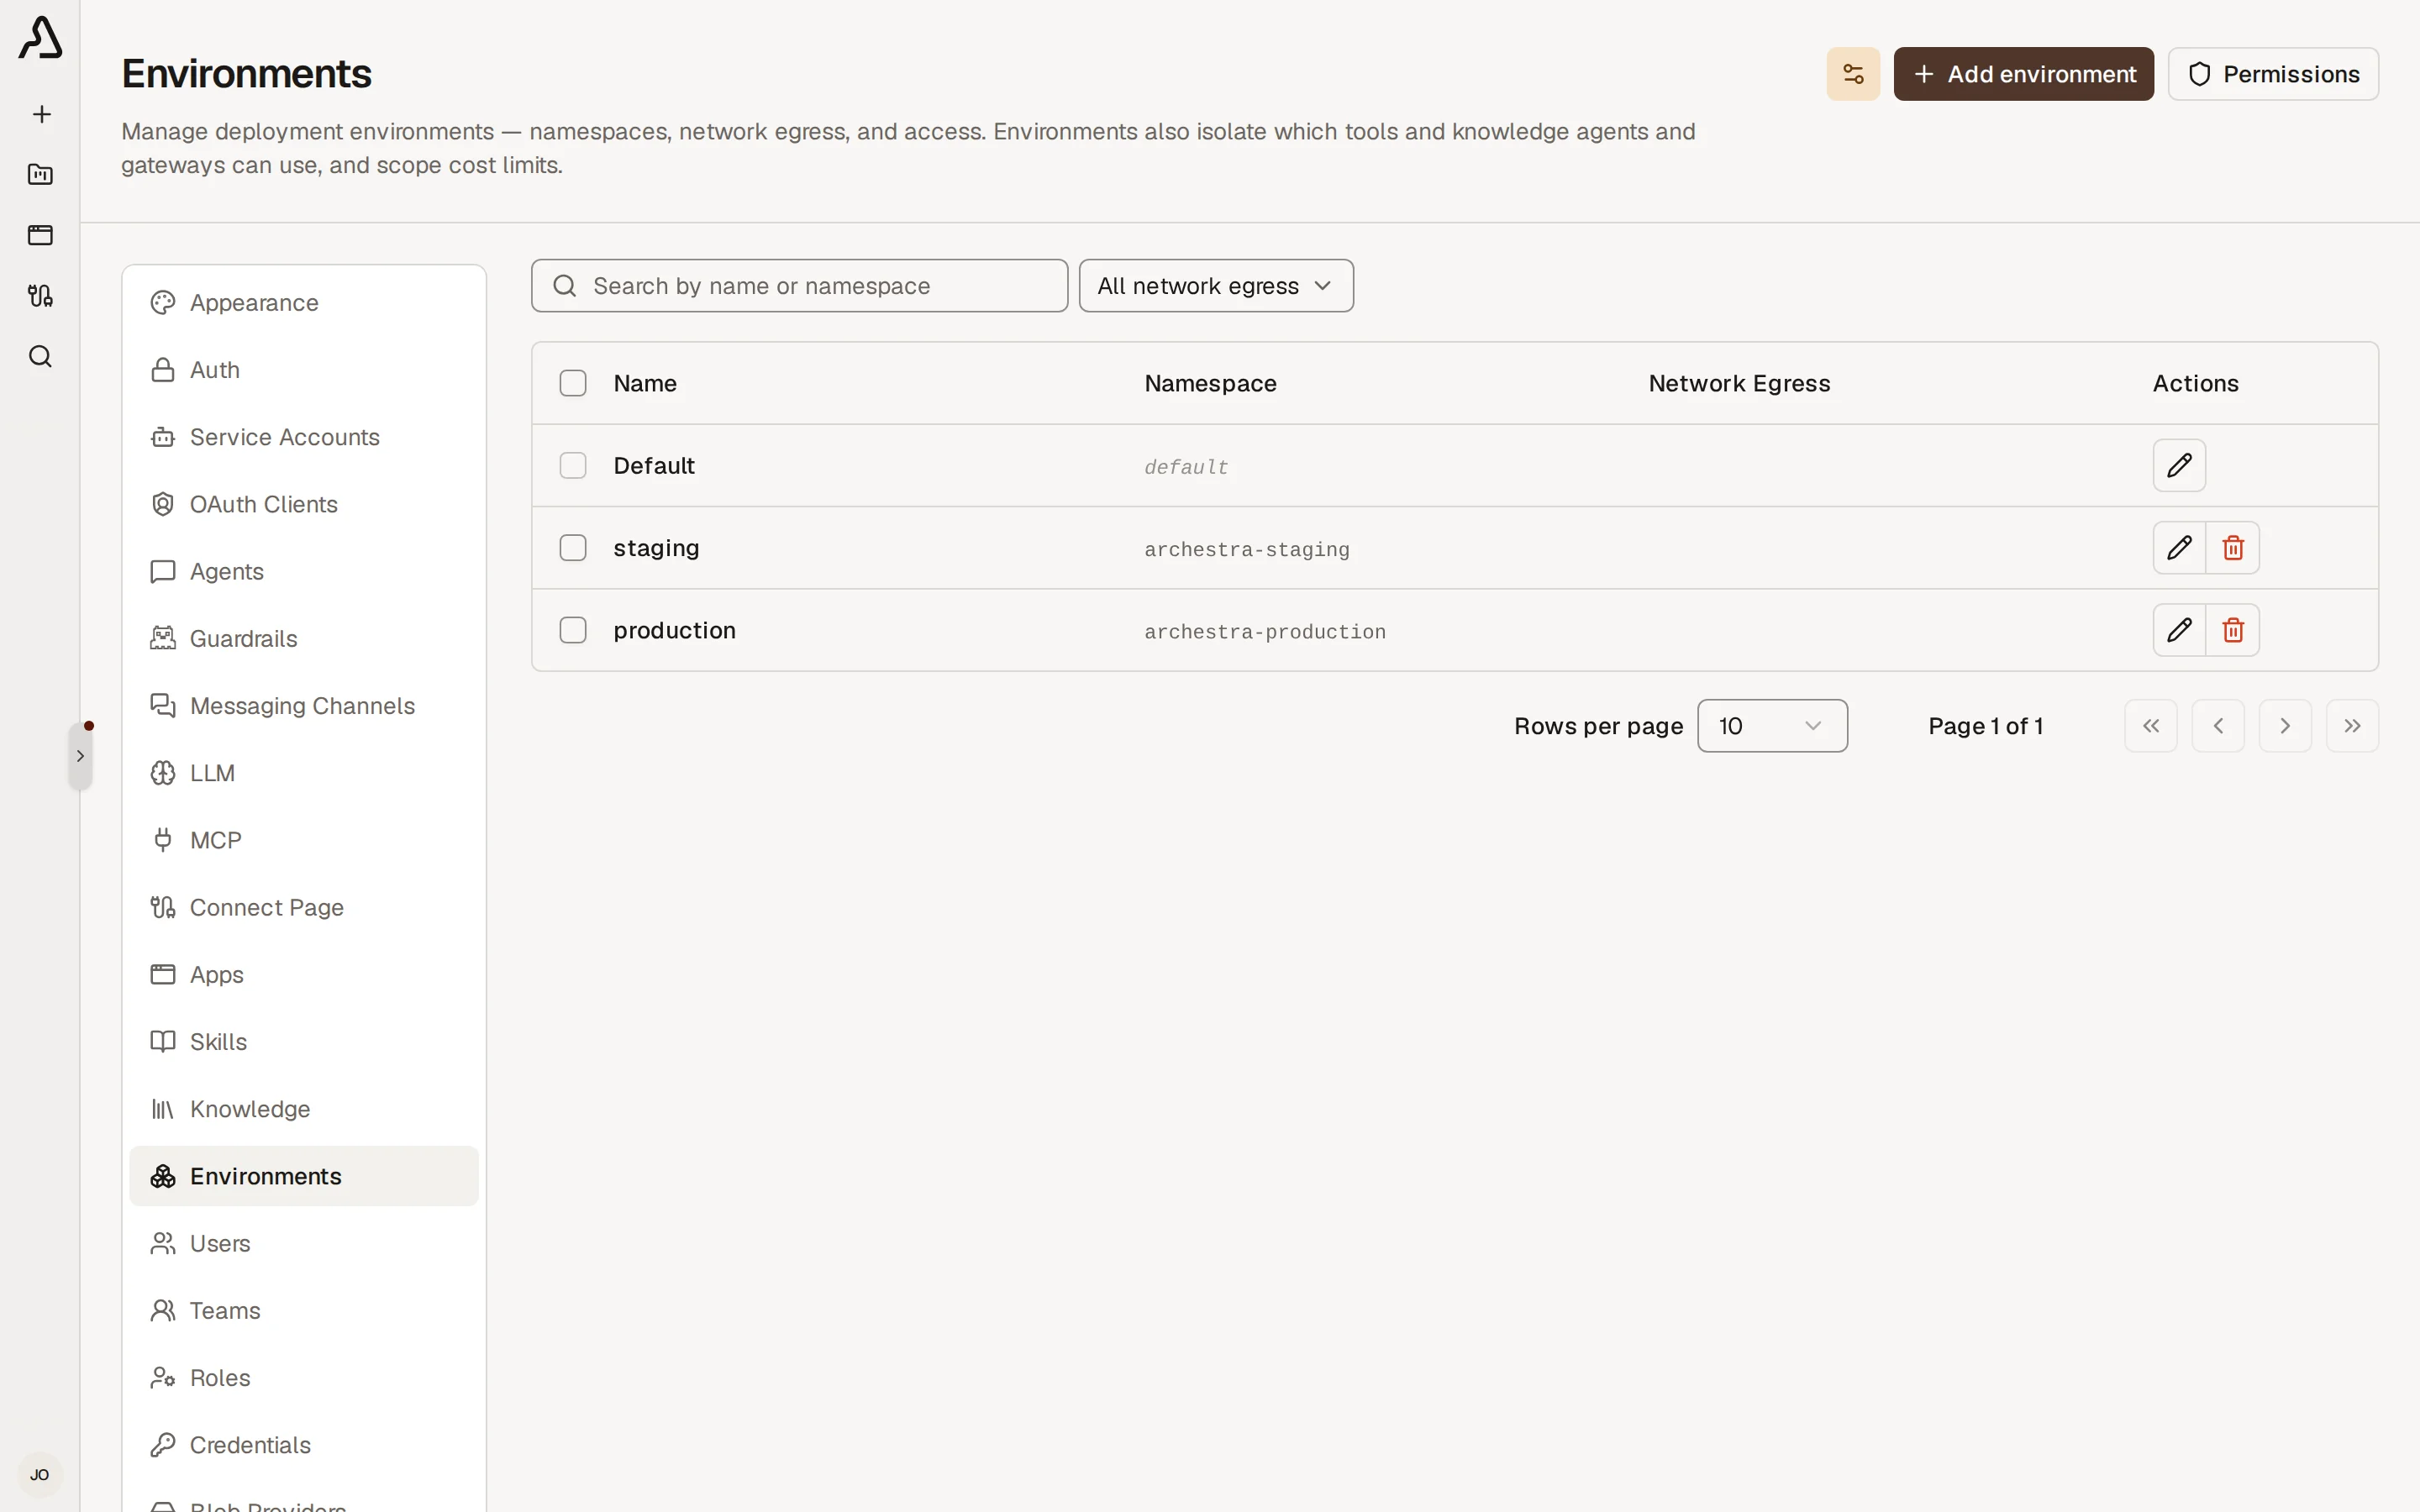 Environments
Add environment
Permissions
Manage deployment environments — namespaces, network egress, and access. Environments also isolate which tools and knowledge agents and
gateways can use, and scope cost limits.
Appearance
Auth
Service Accounts
OAuth Clients
Agents
Guardrails
Messaging Channels
LLM
MCP
Connect Page
Apps
Skills
Knowledge
Environments
Users
Teams
Roles
Credentials
Blob Providers
Search by name or namespace
All network egress
Name Namespace Network Egress Actions
Default default
staging archestra-staging
production archestra-production
Rows per page 10 Page 1 of 1
JO